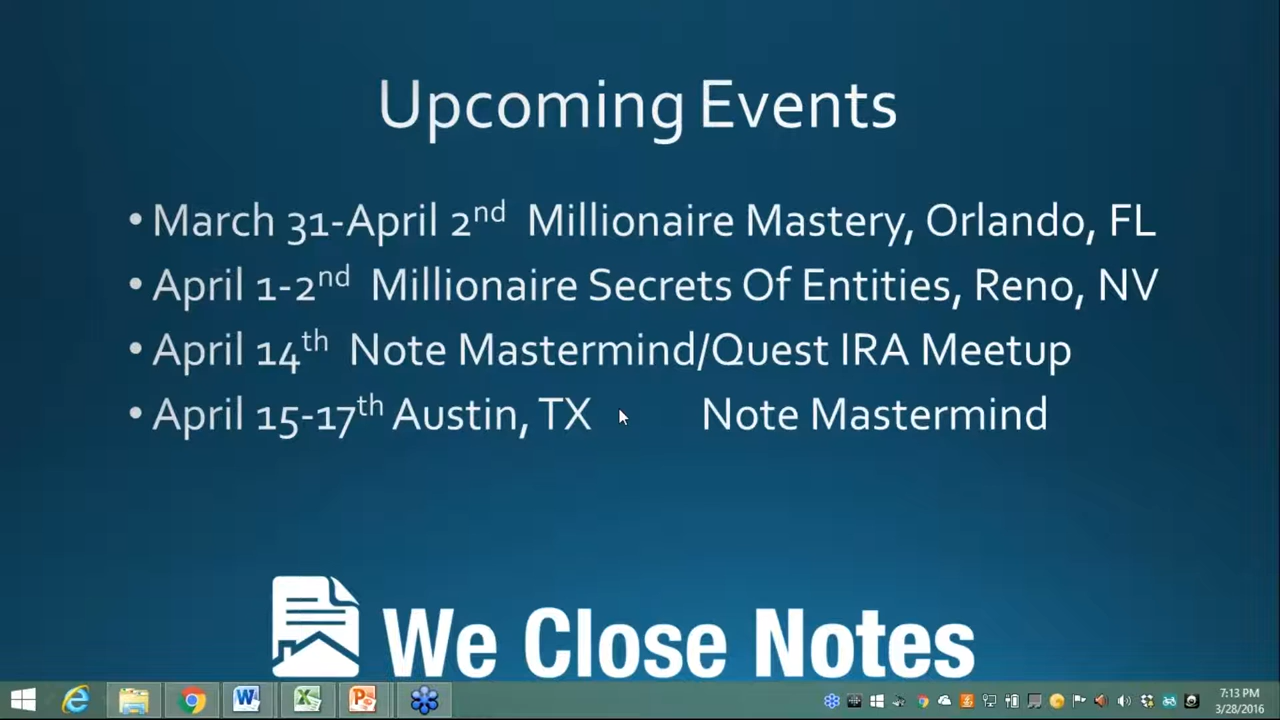 Upcoming Events
• March 31-April 2nd Millionaire Mastery, Orlando, FL
• April 1-2nd Millionaire Secrets Of Entities, Reno, NV
• April 14th Note Mastermind/Quest IRA Meetup
• April 15-17th Austin, TX Note Mastermind
We Close Notes
7:13 PM
3/28/2016